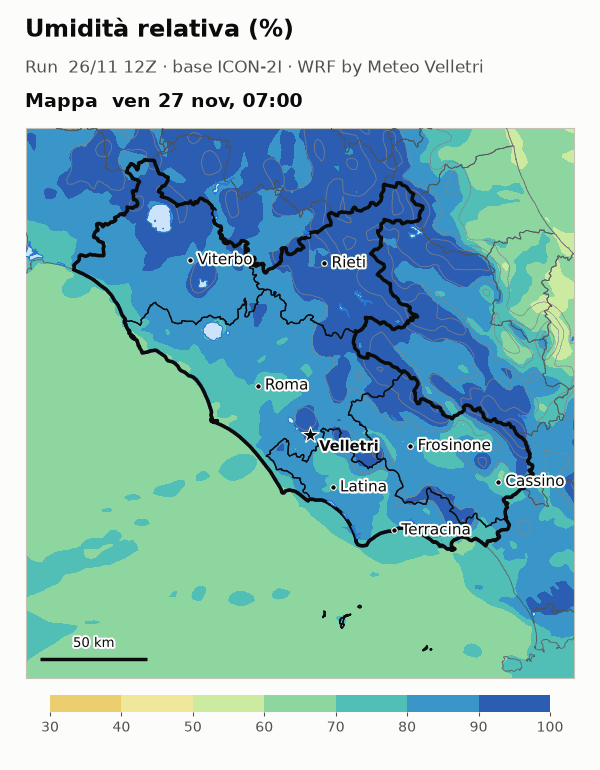 Umidità relativa (%)
Run  26/11 12Z · base ICON-2I · WRF by Meteo Velletri
Mappa  ven 27 nov, 07:00
Viterbo
Rieti
Roma
Velletri
Frosinone
Cassino
Latina
Terracina
50 km
30 40 50 60 70 80 90 100